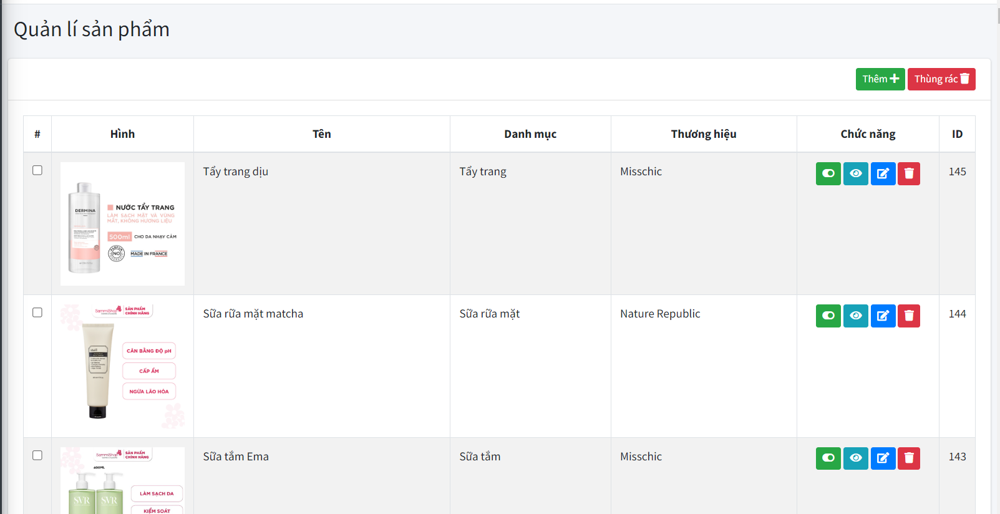 Quản lí sản phẩm
Thêm Thùng rác
# Hình Tên Danh mục Thương hiệu Chức năng ID
Tẩy trang dịu Tẩy trang Misschic 145
DERMINA
NƯỚC TẨY TRANG
LÀM SẠCH MẶT VÀ VÙNG
MẮT, KHÔNG HƯƠNG LIỆU
500ml CHO DA NHẠY CẢM
NO MADE IN FRANCE
Sữa rữa mặt matcha Sữa rữa mặt Nature Republic 144
SammiShop SẢN PHẨM
CHÍNH HÃNG
CÂN BẰNG ĐỘ pH
CẤP ẨM
NGỪA LÃO HÓA
Sữa tắm Ema Sữa tắm Misschic 143
SammiShop SẢN PHẨM
CHÍNH HÃNG
400ML
LÀM SẠCH DA
SVR SVR
KIỂM SOÁT